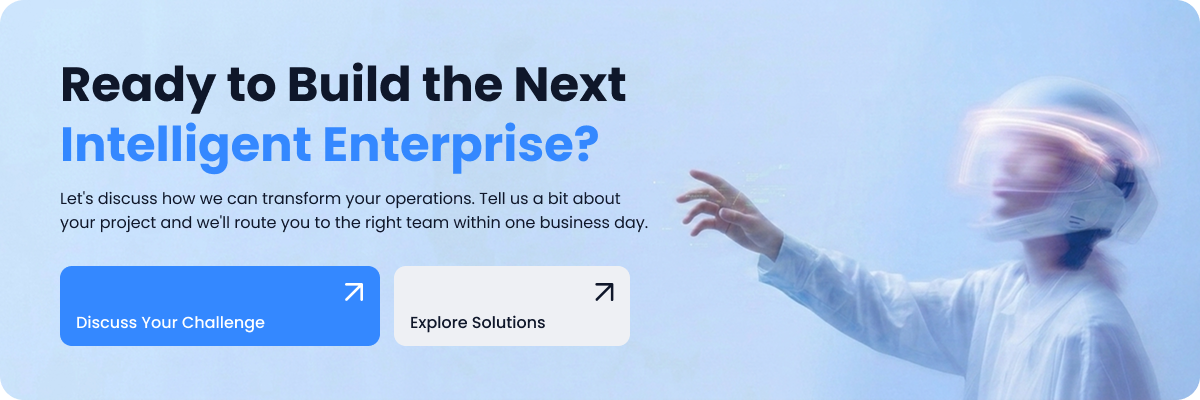 Ready to Build the Next
Intelligent Enterprise?
Let's discuss how we can transform your operations. Tell us a bit about
your project and we'll route you to the right team within one business day.
Discuss Your Challenge
Explore Solutions